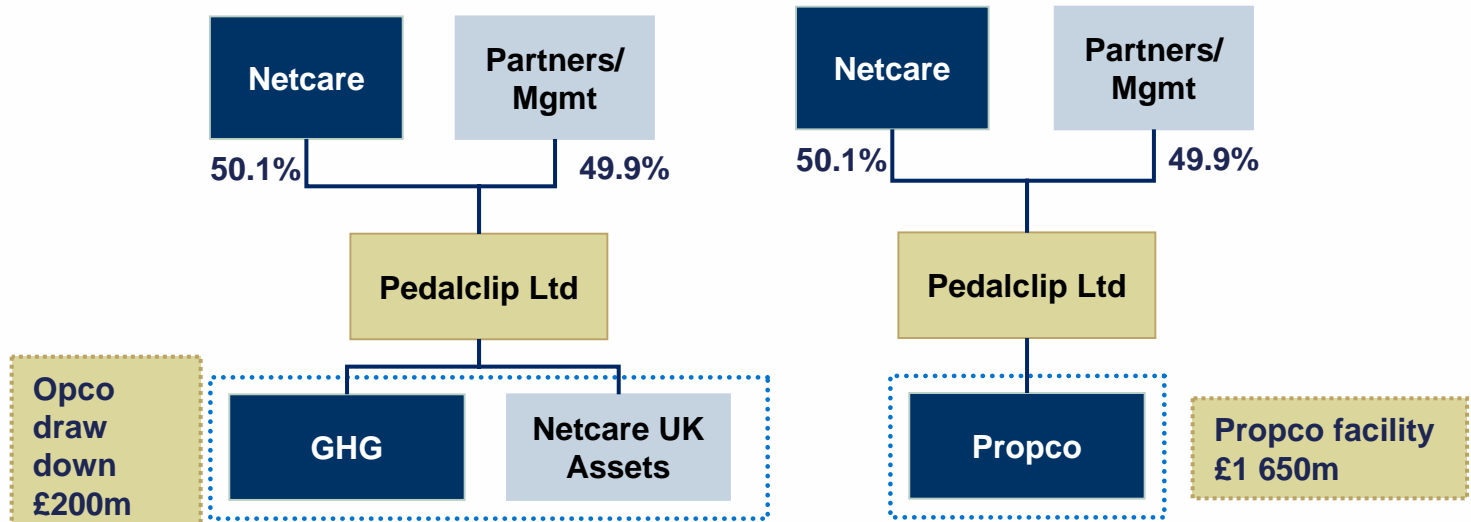 Netcare
Partners/
Mgmt
50.1%
49.9%
Pedalclip Ltd
Opco
draw
down
£200m
GHG
Netcare UK
Assets
Netcare
Partners/
Mgmt
50.1%
49.9%
Pedalclip Ltd
Propco
Propco facility
£1 650m